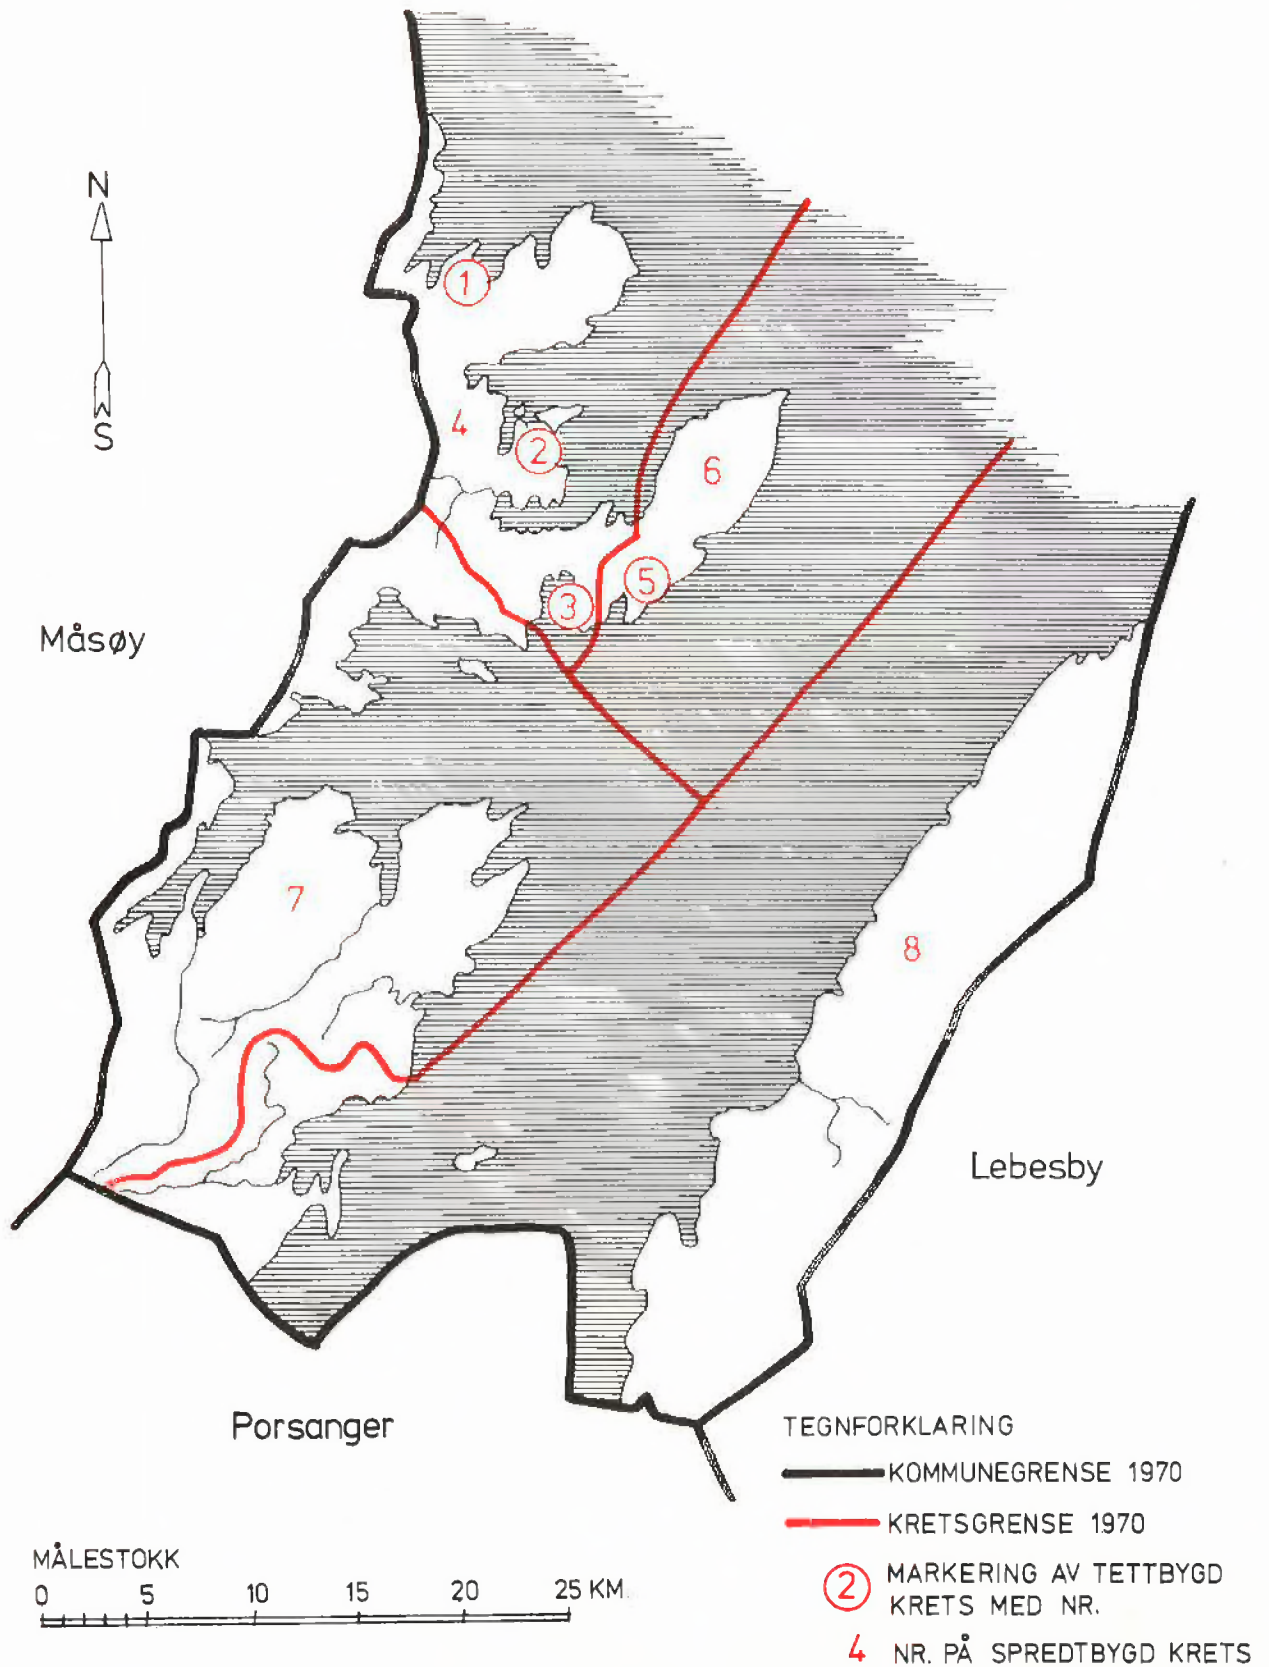 N
S
1
4
2
6
5
3
Måsøy
7
8
Lebesby
Porsanger
TEGNFORKLARING
KOMMUNEGRENSE 1970
KRETSGRENSE 1970
2 MARKERING AV TETTBYGD
KRETS MED NR.
4 NR. PÅ SPREDTBYGD KRETS
MÅLESTOKK
0 5 10 15 20 25 KM.